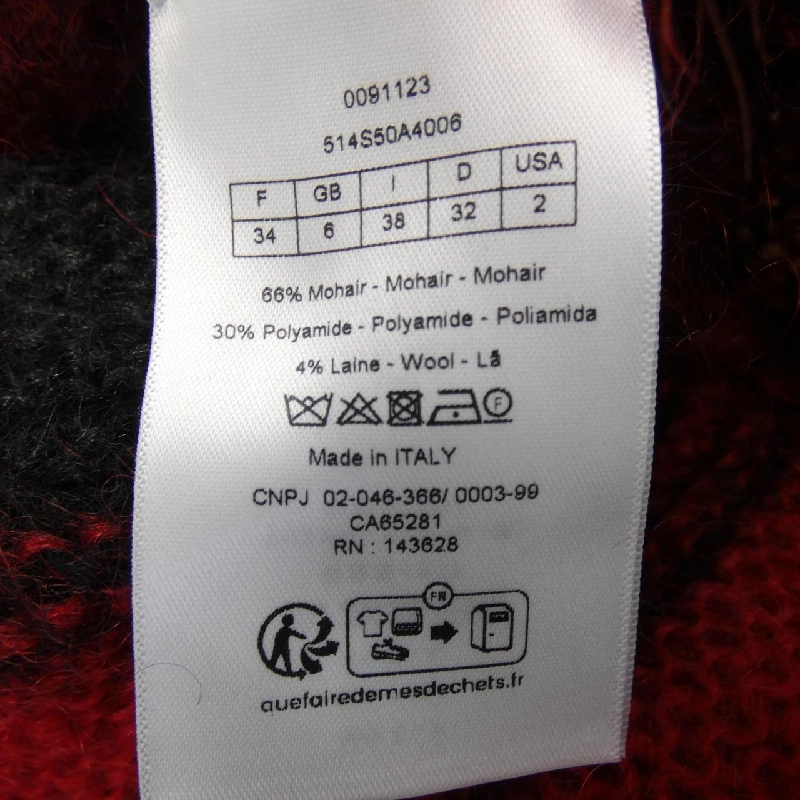 0091123
514S50A4006
F GB I D USA
34 6 38 32 2
66% Mohair - Mohair - Mohair
30% Polyamide - Polyamide - Poliamida
4% Laine - Wool - Lã
F
Made in ITALY
CNPJ 02-046-366/ 0003-99
CA65281
RN : 143628
FR
quefairedemesdechets.fr